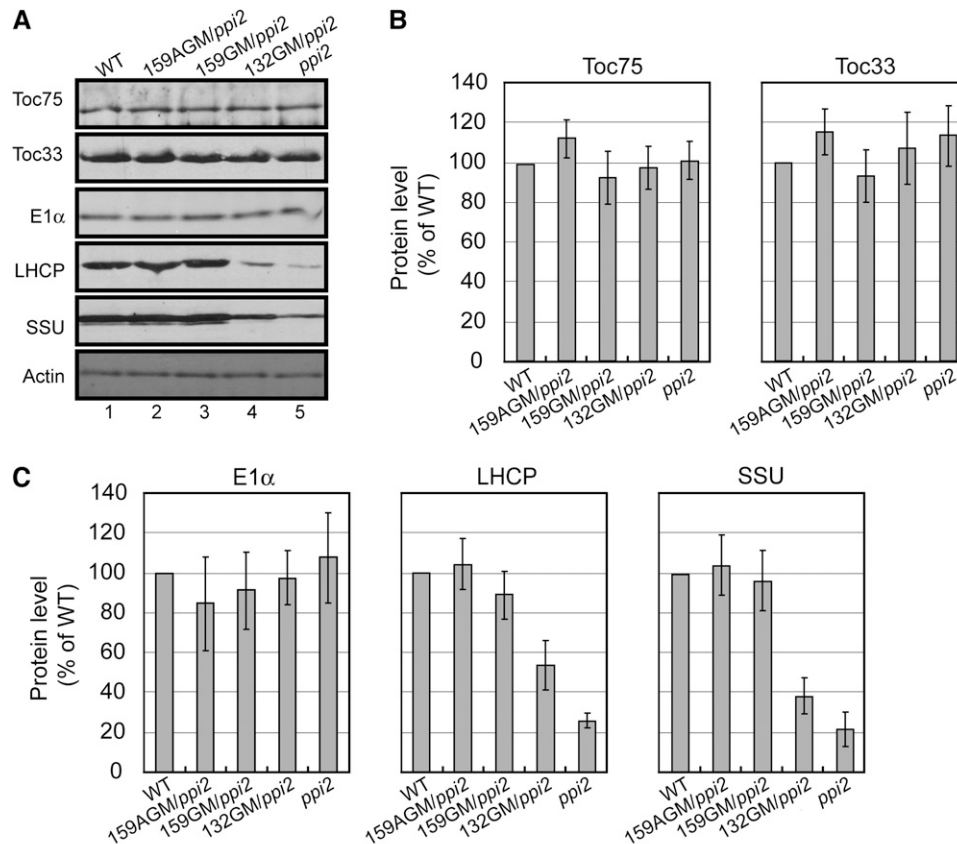 A
WT 159AGM/ppi2 159GM/ppi2 132GM/ppi2 ppi2
Toc75
Toc33
E1α
LHCP
SSU
Actin
1 2 3 4 5
B
Toc75
Protein level
(% of WT)
140
120
100
80
60
40
20
0
WT 159AGM/ppi2 159GM/ppi2 132GM/ppi2 ppi2
Toc33
WT 159AGM/ppi2 159GM/ppi2 132GM/ppi2 ppi2
C
E1α
Protein level
(% of WT)
140
120
100
80
60
40
20
0
WT 159AGM/ppi2 159GM/ppi2 132GM/ppi2 ppi2
LHCP
WT 159AGM/ppi2 159GM/ppi2 132GM/ppi2 ppi2
SSU
WT 159AGM/ppi2 159GM/ppi2 132GM/ppi2 ppi2